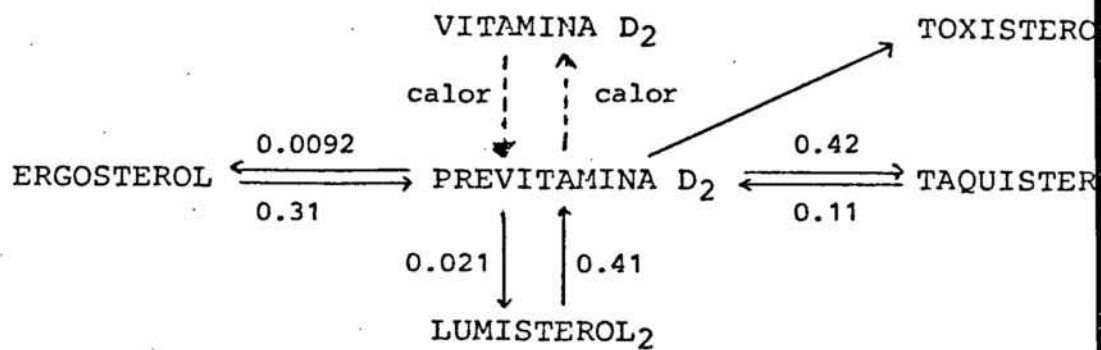 VITAMINA D2
TOXISTERO
calor
calor
0.0092
0.42
ERGOSTEROL
PREVITAMINA D2
TAQUISTER
0.31
0.11
0.021
0.41
LUMISTEROL2